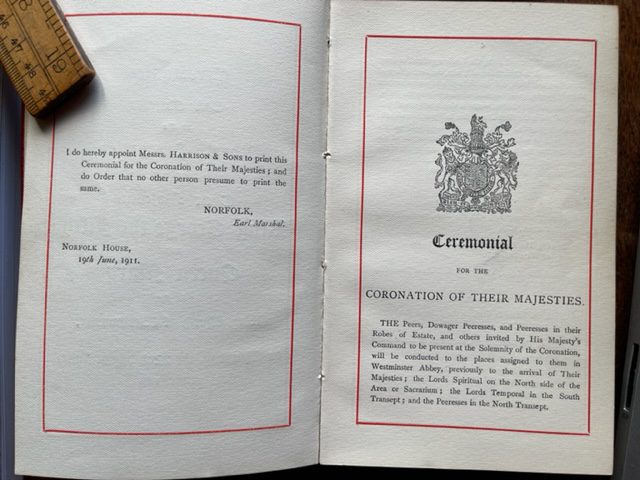 I do hereby appoint Messrs. HARRISON & SONS to print this
Ceremonial for the Coronation of Their Majesties; and
do Order that no other person presume to print the
same.
NORFOLK,
Earl Marshal.
NORFOLK HOUSE,
19th June, 1911.
Ceremonial
FOR THE
CORONATION OF THEIR MAJESTIES.
THE Peers, Dowager Peeresses, and Peeresses in their
Robes of Estate, and others invited by His Majesty's
Command to be present at the Solemnity of the Coronation,
will be conducted to the places assigned to them in
Westminster Abbey, previously to the arrival of Their
Majesties; the Lords Spiritual on the North side of the
Area or Sacrarium; the Lords Temporal in the South
Transept; and the Peeresses in the North Transept.